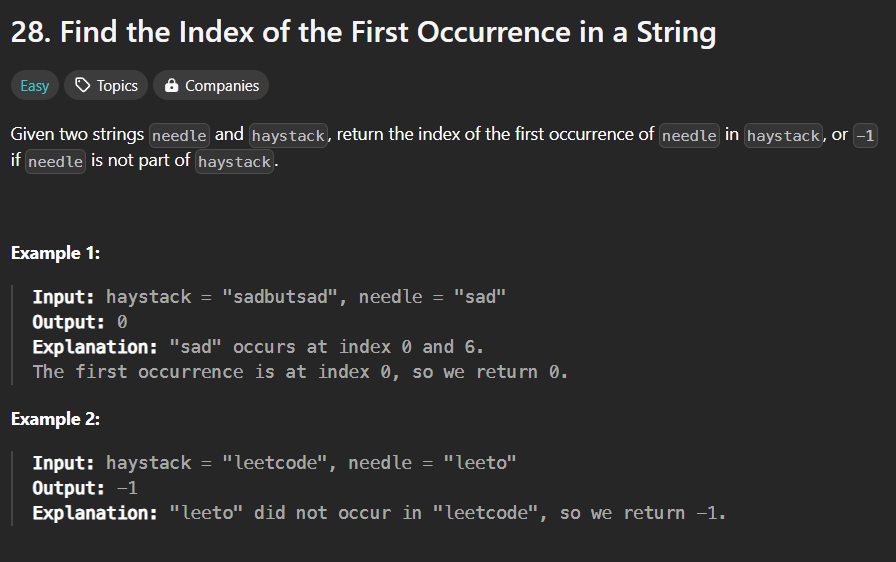 28. Find the Index of the First Occurrence in a String
Easy Topics Companies
Given two strings needle and haystack, return the index of the first occurrence of needle in haystack, or -1
if needle is not part of haystack.
Example 1:
Input: haystack = "sadbutsad", needle = "sad"
Output: 0
Explanation: "sad" occurs at index 0 and 6.
The first occurrence is at index 0, so we return 0.
Example 2:
Input: haystack = "leetcode", needle = "leeto"
Output: -1
Explanation: "leeto" did not occur in "leetcode", so we return -1.